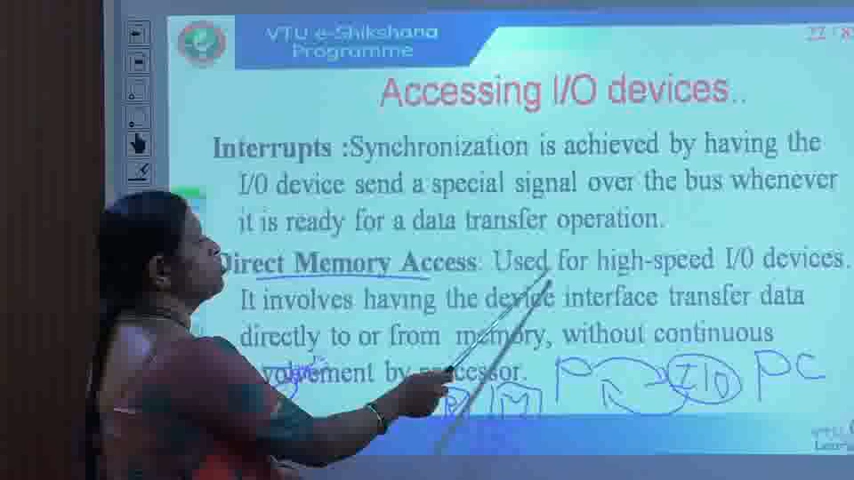 VTU e-Shikshana
Programme
Accessing I/O devices..
Interrupts :Synchronization is achieved by having the
I/O device send a special signal over the bus whenever
it is ready for a data transfer operation.
Direct Memory Access: Used for high-speed I/O devices.
It involves having the device interface transfer data
directly to or from memory, without continuous
by processor.
P I/O PC
M